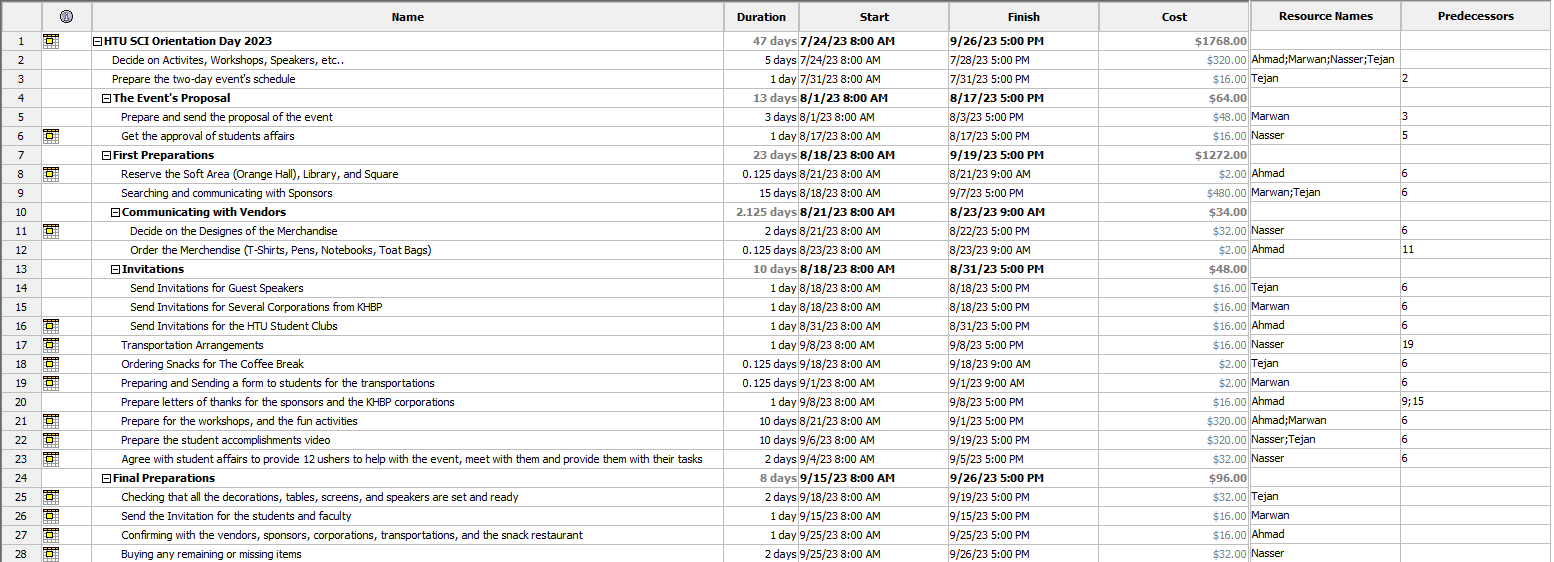 Name Duration Start Finish Cost Resource Names Predecessors
1 HTU SCI Orientation Day 2023 47 days 7/24/23 8:00 AM 9/26/23 5:00 PM $1768.00
2 Decide on Activites, Workshops, Speakers, etc.. 5 days 7/24/23 8:00 AM 7/28/23 5:00 PM $320.00 Ahmad;Marwan;Nasser;Tejan
3 Prepare the two-day event's schedule 1 day 7/31/23 8:00 AM 7/31/23 5:00 PM $16.00 Tejan 2
4 The Event's Proposal 13 days 8/1/23 8:00 AM 8/17/23 5:00 PM $64.00
5 Prepare and send the proposal of the event 3 days 8/1/23 8:00 AM 8/3/23 5:00 PM $48.00 Marwan 3
6 Get the approval of students affairs 1 day 8/17/23 8:00 AM 8/17/23 5:00 PM $16.00 Nasser 5
7 First Preparations 23 days 8/18/23 8:00 AM 9/19/23 5:00 PM $1272.00
8 Reserve the Soft Area (Orange Hall), Library, and Square 0.125 days 8/21/23 8:00 AM 8/21/23 9:00 AM $2.00 Ahmad 6
9 Searching and communicating with Sponsors 15 days 8/18/23 8:00 AM 9/7/23 5:00 PM $480.00 Marwan;Tejan 6
10 Communicating with Vendors 2.125 days 8/21/23 8:00 AM 8/23/23 9:00 AM $34.00
11 Decide on the Designes of the Merchandise 2 days 8/21/23 8:00 AM 8/22/23 5:00 PM $32.00 Nasser 6
12 Order the Merchendise (T-Shirts, Pens, Notebooks, Toat Bags) 0.125 days 8/23/23 8:00 AM 8/23/23 9:00 AM $2.00 Ahmad 11
13 Invitations 10 days 8/18/23 8:00 AM 8/31/23 5:00 PM $48.00
14 Send Invitations for Guest Speakers 1 day 8/18/23 8:00 AM 8/18/23 5:00 PM $16.00 Tejan 6
15 Send Invitations for Several Corporations from KHBP 1 day 8/18/23 8:00 AM 8/18/23 5:00 PM $16.00 Marwan 6
16 Send Invitations for the HTU Student Clubs 1 day 8/31/23 8:00 AM 8/31/23 5:00 PM $16.00 Ahmad 6
17 Transportation Arrangements 1 day 9/8/23 8:00 AM 9/8/23 5:00 PM $16.00 Nasser 19
18 Ordering Snacks for The Coffee Break 0.125 days 9/18/23 8:00 AM 9/18/23 9:00 AM $2.00 Tejan 6
19 Preparing and Sending a form to students for the transportations 0.125 days 9/1/23 8:00 AM 9/1/23 9:00 AM $2.00 Marwan 6
20 Prepare letters of thanks for the sponsors and the KHBP corporations 1 day 9/8/23 8:00 AM 9/8/23 5:00 PM $16.00 Ahmad 9;15
21 Prepare for the workshops, and the fun activities 10 days 8/21/23 8:00 AM 9/1/23 5:00 PM $320.00 Ahmad;Marwan 6
22 Prepare the student accomplishments video 10 days 9/6/23 8:00 AM 9/19/23 5:00 PM $320.00 Nasser;Tejan 6
23 Agree with student affairs to provide 12 ushers to help with the event, meet with them and provide them with their tasks 2 days 9/4/23 8:00 AM 9/5/23 5:00 PM $32.00 Nasser 6
24 Final Preparations 8 days 9/15/23 8:00 AM 9/26/23 5:00 PM $96.00
25 Checking that all the decorations, tables, screens, and speakers are set and ready 2 days 9/18/23 8:00 AM 9/19/23 5:00 PM $32.00 Tejan
26 Send the Invitation for the students and faculty 1 day 9/15/23 8:00 AM 9/15/23 5:00 PM $16.00 Marwan
27 Confirming with the vendors, sponsors, corporations, transportations, and the snack restaurant 1 day 9/25/23 8:00 AM 9/25/23 5:00 PM $16.00 Ahmad
28 Buying any remaining or missing items 2 days 9/25/23 8:00 AM 9/26/23 5:00 PM $32.00 Nasser